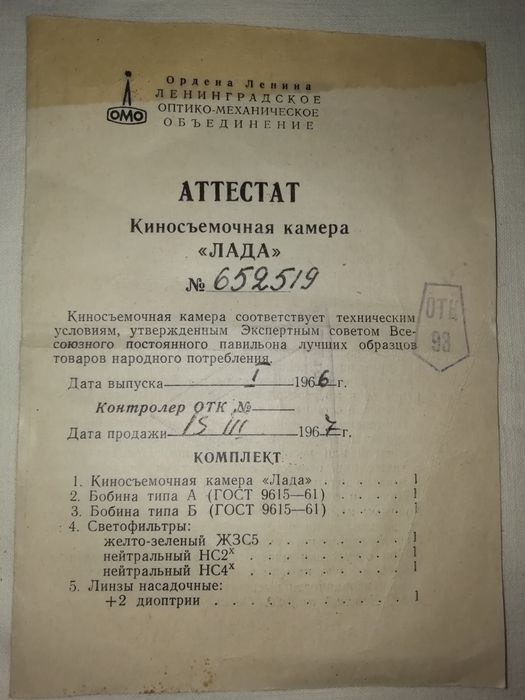 Ордена Ленина
ЛЕНИНГРАДСКОЕ
ОПТИКО-МЕХАНИЧЕСКОЕ
ОБЪЕДИНЕНИЕ
ОМО
АТТЕСТАТ
Киносъемочная камера
«ЛАДА»
№ 652519
Киносъемочная камера соответствует техническим
условиям, утвержденным Экспертным советом Все-
союзного постоянного павильона лучших образцов
товаров народного потребления.
ОТК
93
Дата выпуска I 1966 г.
Контролер ОТК №
Дата продажи 15 III 1967 г.
КОМПЛЕКТ
1. Киносъемочная камера «Лада» . . . . . 1
2. Бобина типа А (ГОСТ 9615—61) . . . . 1
3. Бобина типа Б (ГОСТ 9615—61) . . . . 1
4. Светофильтры:
желто-зеленый ЖЗС5 . . . . . . . 1
нейтральный НС2ˣ . . . . . . . . 1
нейтральный НС4ˣ . . . . . . . . 1
5. Линзы насадочные:
+2 диоптрии . . . . . . . . . . 1